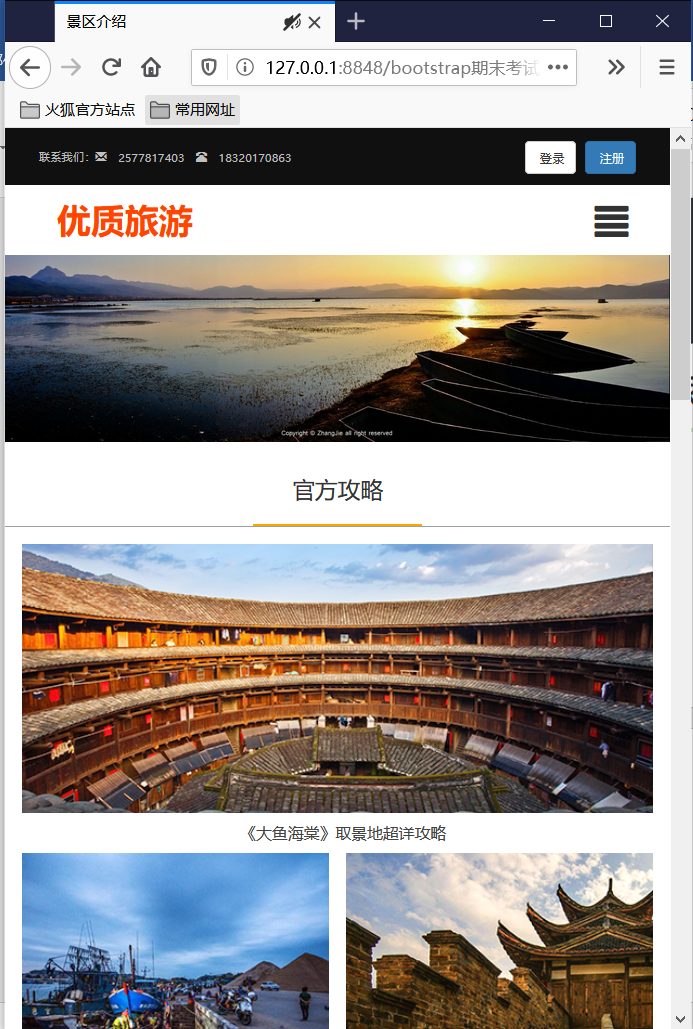 景区介绍
127.0.0.1:8848/bootstrap期末考试
火狐官方站点 常用网址
联系我们: 2577817403 18320170863 登录 注册
优质旅游
Copyright © ZhangJie all right reserved
官方攻略
《大鱼海棠》取景地超详攻略